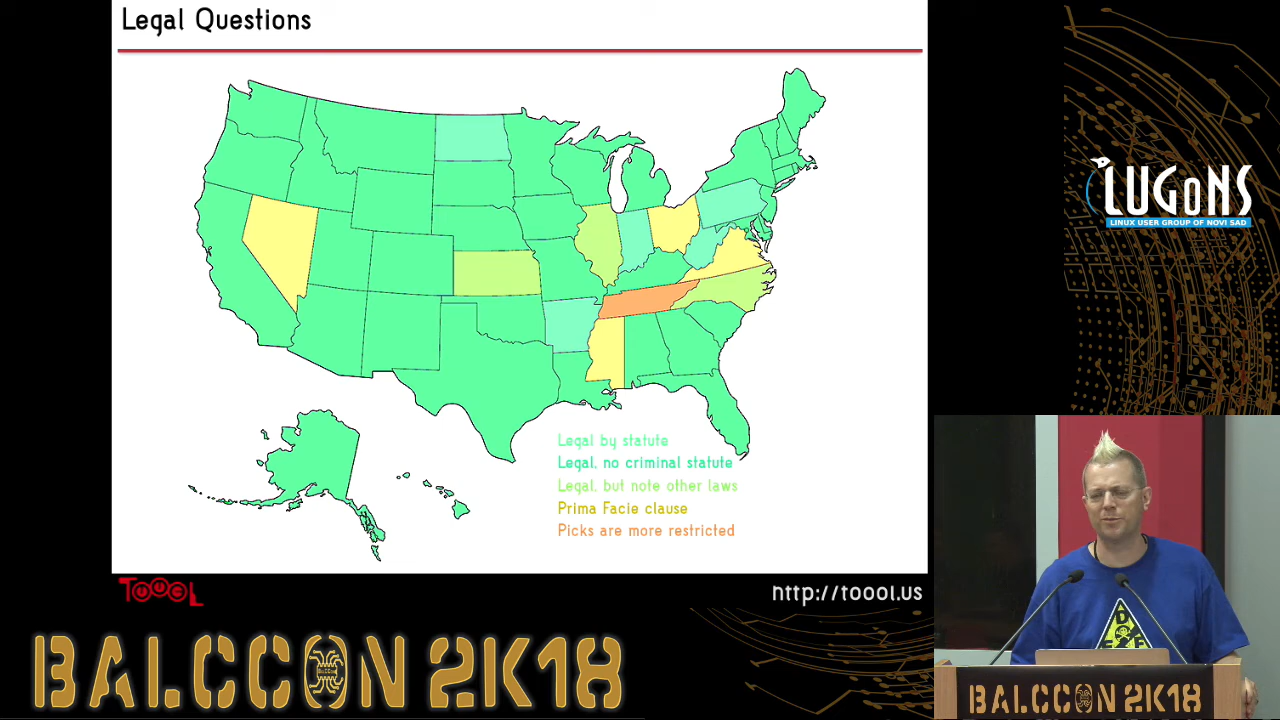 Legal Questions
Legal by statute
Legal, no criminal statute
Legal, but note other laws
Prima Facie clause
Picks are more restricted
TOOOL
http://toool.us
BALCCON 2K18
LUGoNS
LINUX USER GROUP OF NOVI SAD
D
C F
BALCCON 2K18